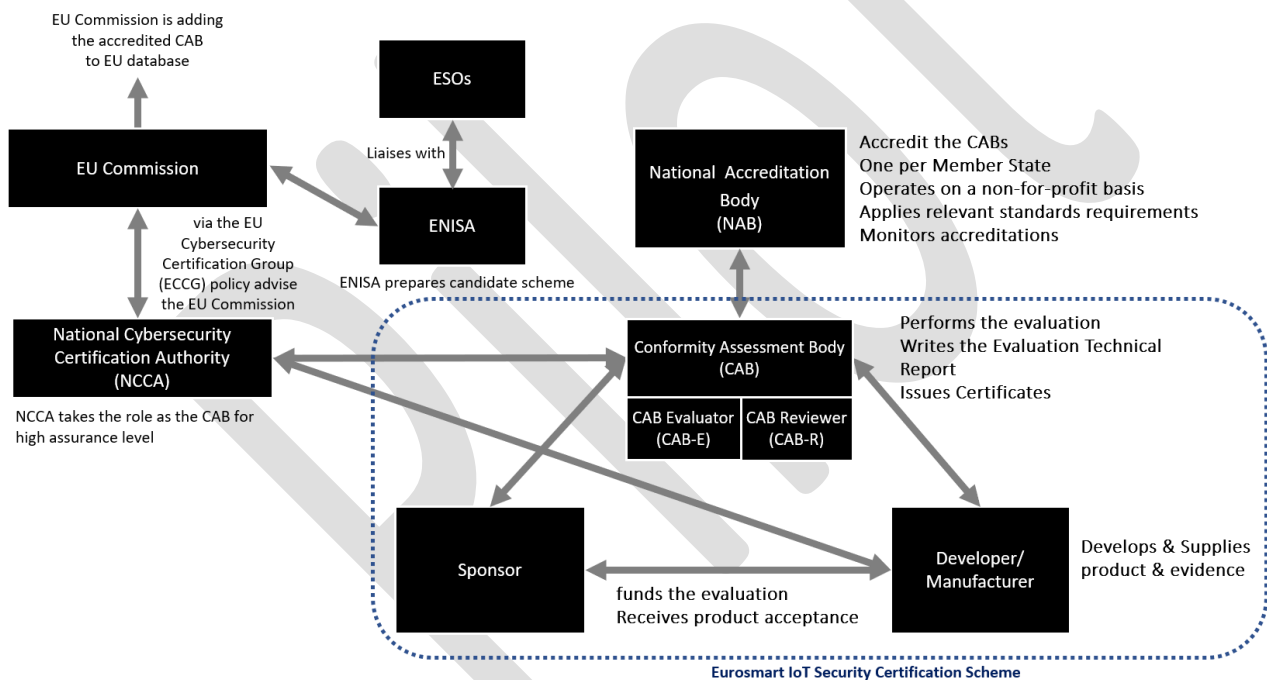 EU Commission is adding
the accredited CAB
to EU database
ESOs
EU Commission
Liaises with
National Accreditation
Body
(NAB)
Accredit the CABs
One per Member State
Operates on a non-for-profit basis
Applies relevant standards requirements
Monitors accreditations
ENISA
via the EU
Cybersecurity
Certification Group
(ECCG) policy advise
the EU Commission
ENISA prepares candidate scheme
National Cybersecurity
Certification Authority
(NCCA)
NCCA takes the role as the CAB for
high assurance level
Conformity Assessment Body
(CAB)
CAB Evaluator
(CAB-E)
CAB Reviewer
(CAB-R)
Performs the evaluation
Writes the Evaluation Technical
Report
Issues Certificates
Sponsor
funds the evaluation
Receives product acceptance
Developer/
Manufacturer
Develops & Supplies
product & evidence
Eurosmart IoT Security Certification Scheme